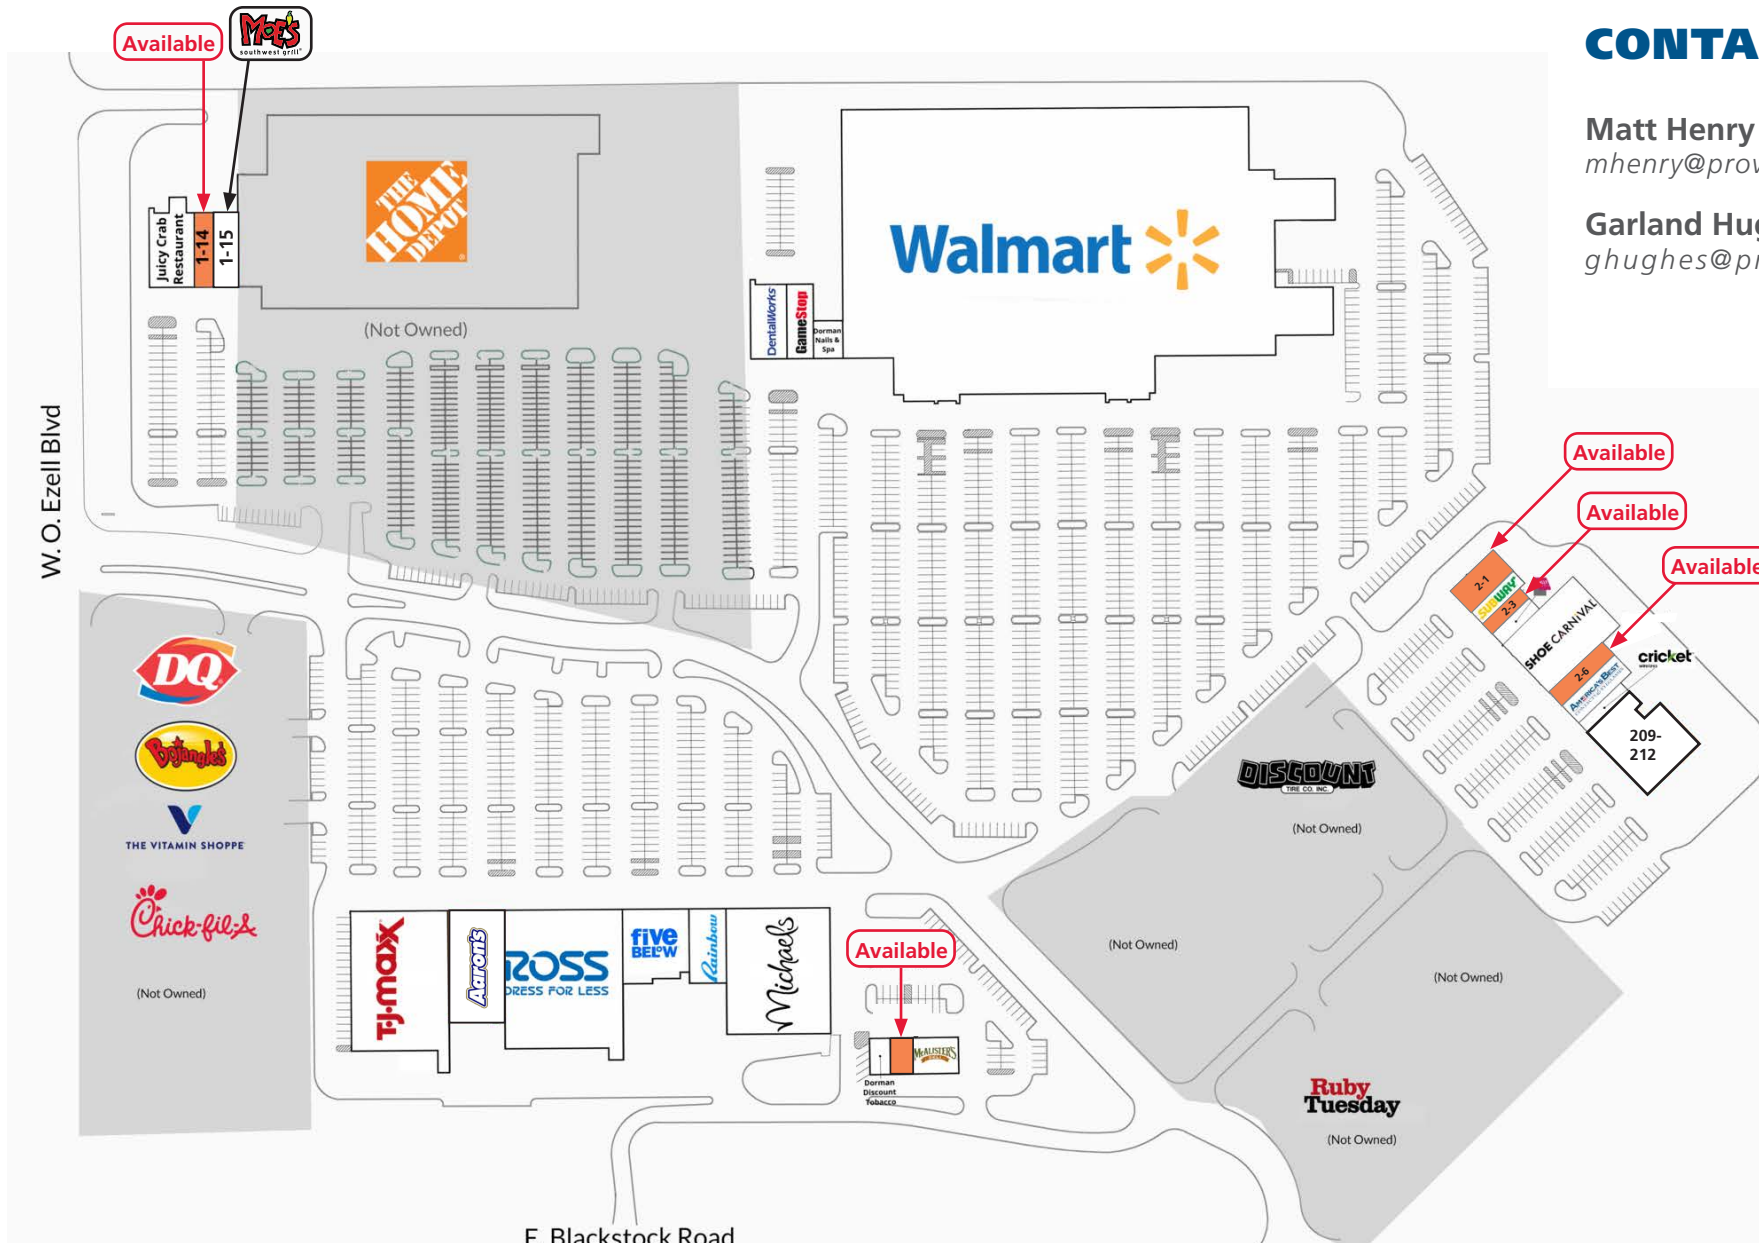 Available
MOE'S
southwest grill
CONTA
Matt Henry
mhenry@prov
Garland Hug
ghughes@pr
THE
HOME
DEPOT
(Not Owned)
Juicy Crab
Restaurant
1-14
1-15
Walmart
DentalWorks
GameStop
Dorman
Nails &
Spa
W. O. Ezell Blvd
Available
Available
Available
2-1
SUBWAY
2-3
SHOE CARNIVAL
2-6
AMERICA'S BEST
cricket
wireless
209-
212
DQ
Bojangles'
THE VITAMIN SHOPPE
Chick-fil-A
(Not Owned)
DISCOUNT
TIRE CO. INC.
(Not Owned)
(Not Owned)
(Not Owned)
T.J.maxx
Aaron's
ROSS
DRESS FOR LESS
five
BELOW
Rainbow
Michaels
Available
McALISTER'S
DELI
Dorman
Discount
Tobacco
Ruby
Tuesday
(Not Owned)
E. Blackstock Road